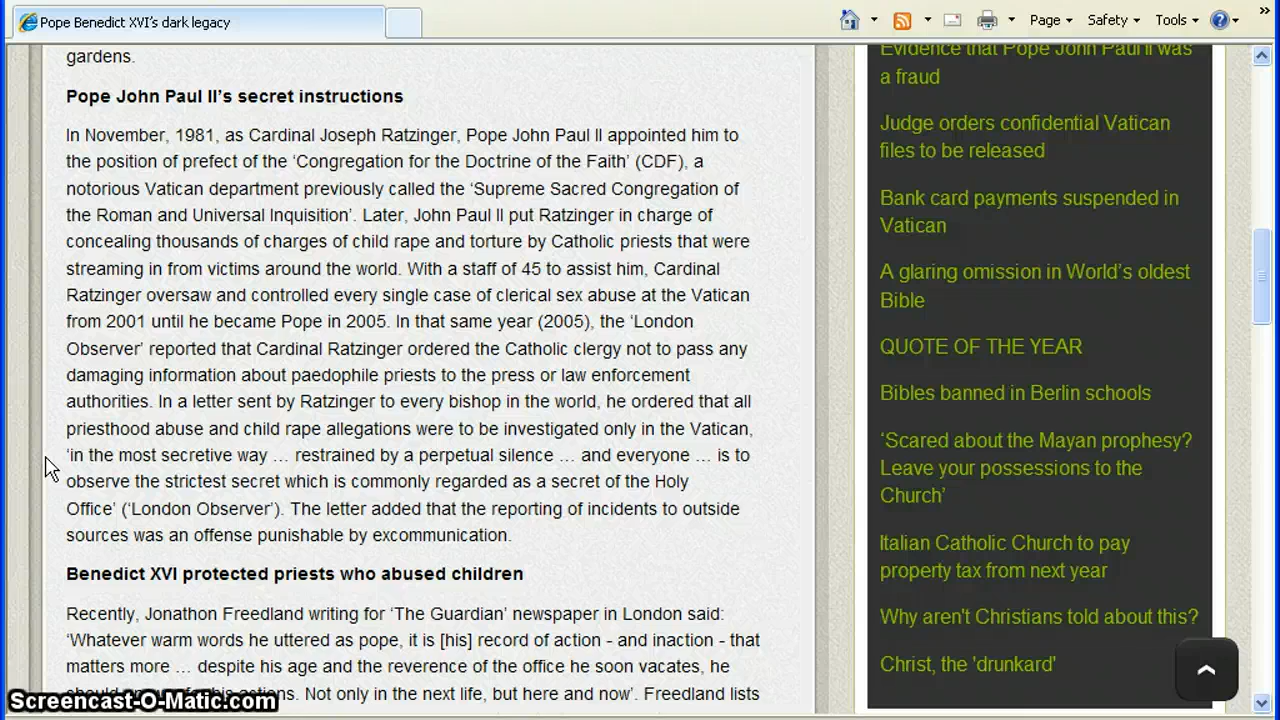 Pope Benedict XVI's dark legacy
Page
Safety
Tools
gardens.
Pope John Paul II’s secret instructions
In November, 1981, as Cardinal Joseph Ratzinger, Pope John Paul II appointed him to
the position of prefect of the ‘Congregation for the Doctrine of the Faith’ (CDF), a
notorious Vatican department previously called the ‘Supreme Sacred Congregation of
the Roman and Universal Inquisition’. Later, John Paul II put Ratzinger in charge of
concealing thousands of charges of child rape and torture by Catholic priests that were
streaming in from victims around the world. With a staff of 45 to assist him, Cardinal
Ratzinger oversaw and controlled every single case of clerical sex abuse at the Vatican
from 2001 until he became Pope in 2005. In that same year (2005), the ‘London
Observer’ reported that Cardinal Ratzinger ordered the Catholic clergy not to pass any
damaging information about paedophile priests to the press or law enforcement
authorities. In a letter sent by Ratzinger to every bishop in the world, he ordered that all
priesthood abuse and child rape allegations were to be investigated only in the Vatican,
‘in the most secretive way … restrained by a perpetual silence … and everyone … is to
observe the strictest secret which is commonly regarded as a secret of the Holy
Office’ (‘London Observer’). The letter added that the reporting of incidents to outside
sources was an offense punishable by excommunication.
Benedict XVI protected priests who abused children
Recently, Jonathon Freedland writing for ‘The Guardian’ newspaper in London said:
‘Whatever warm words he uttered as pope, it is [his] record of action - and inaction - that
matters more … despite his age and the reverence of the office he soon vacates, he
his actions. Not only in the next life, but here and now’. Freedland lists
Evidence that Pope John Paul II was
a fraud
Judge orders confidential Vatican
files to be released
Bank card payments suspended in
Vatican
A glaring omission in World’s oldest
Bible
QUOTE OF THE YEAR
Bibles banned in Berlin schools
‘Scared about the Mayan prophesy?
Leave your possessions to the
Church’
Italian Catholic Church to pay
property tax from next year
Why aren't Christians told about this?
Christ, the 'drunkard'
Screencast-O-Matic.com